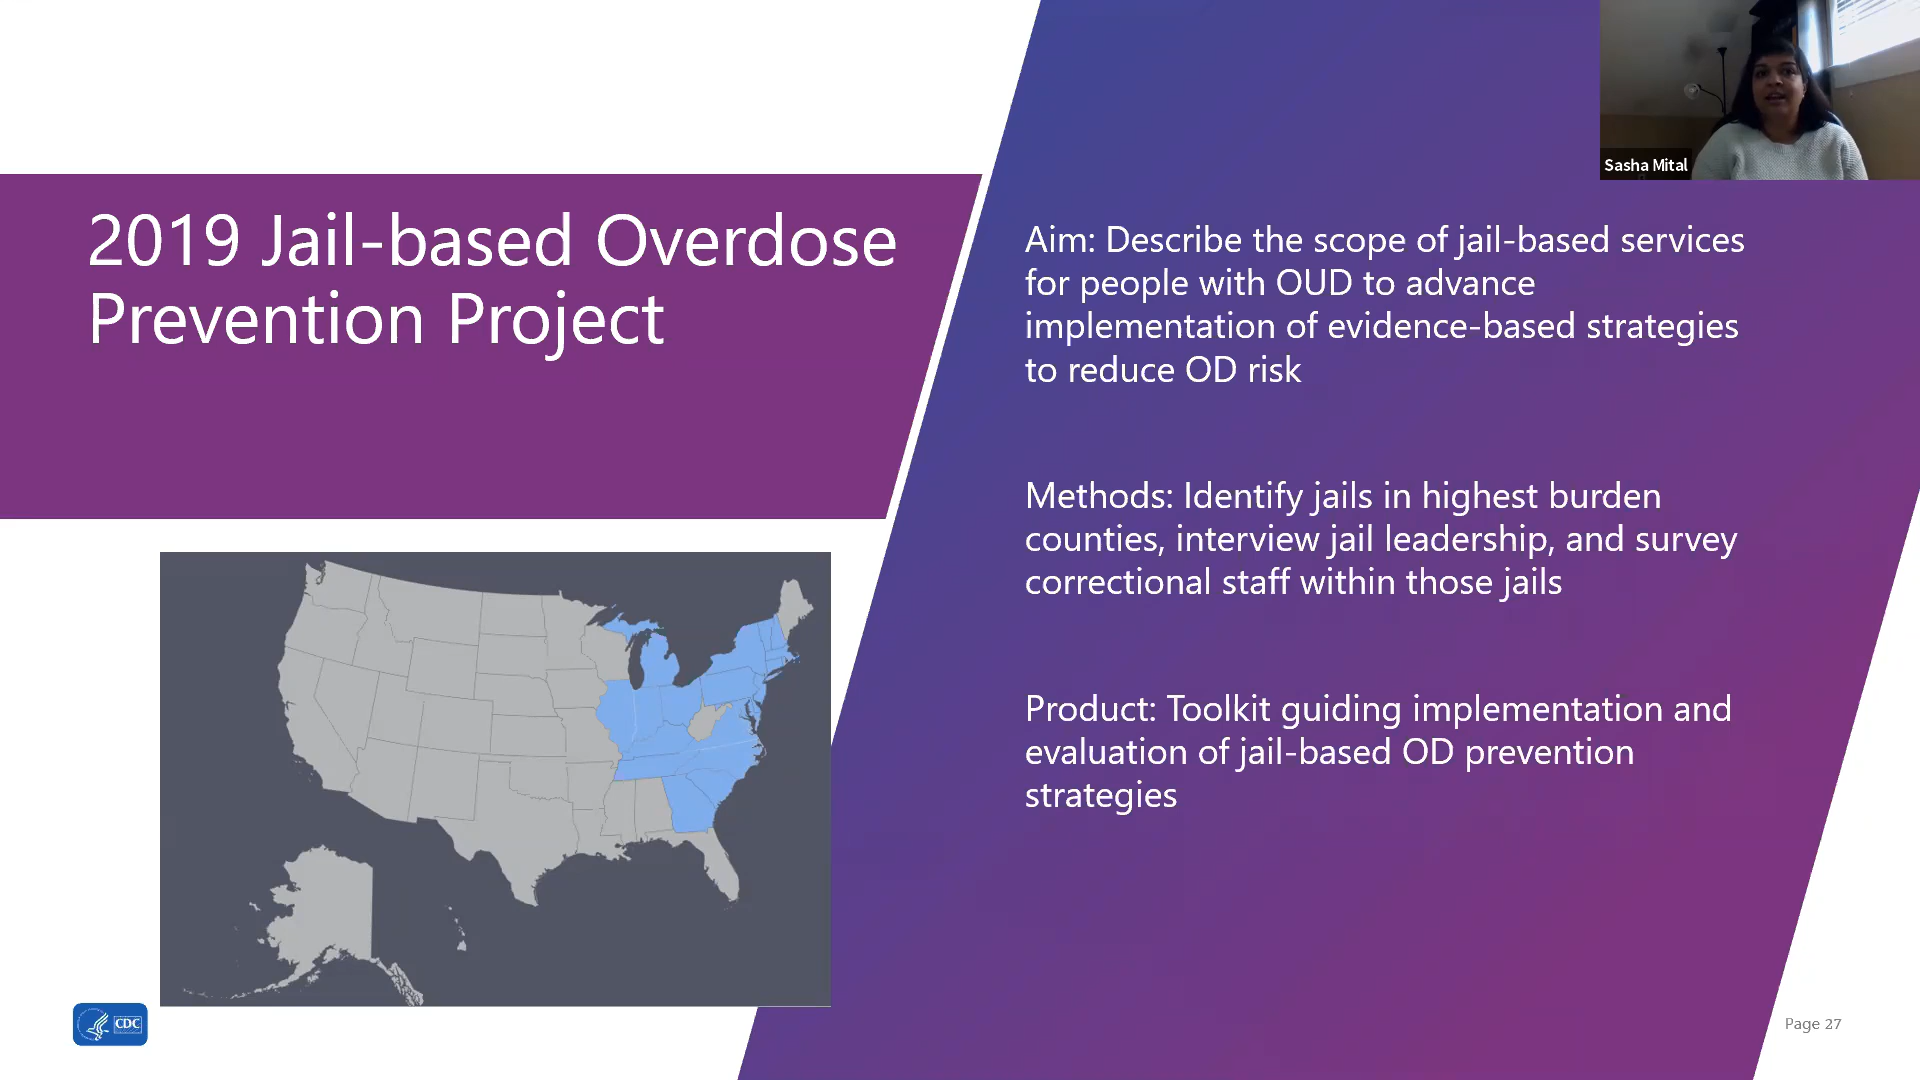 Sasha Mital
2019 Jail-based Overdose
Prevention Project
Aim: Describe the scope of jail-based services
for people with OUD to advance
implementation of evidence-based strategies
to reduce OD risk
Methods: Identify jails in highest burden
counties, interview jail leadership, and survey
correctional staff within those jails
Product: Toolkit guiding implementation and
evaluation of jail-based OD prevention
strategies
CDC
Page 27